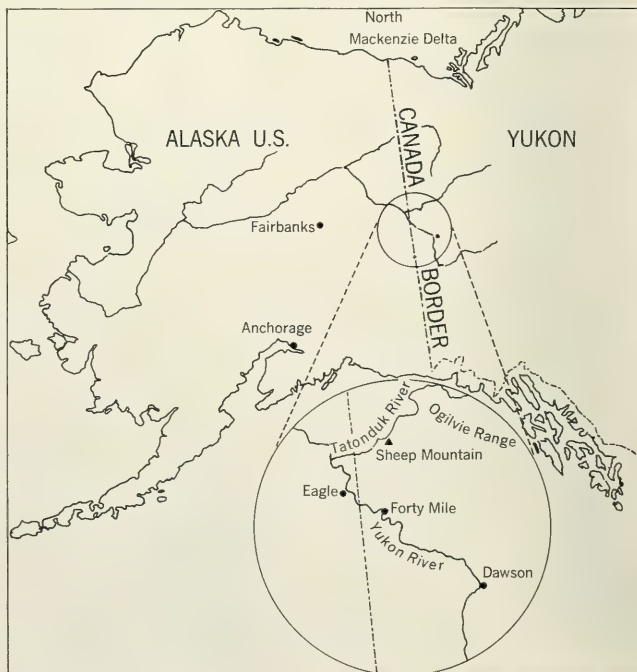 North
Mackenzie Delta
ALASKA U.S.
CANADA
YUKON
Fairbanks
BORDER
Anchorage
Tatonduk River
Ogilvie Range
Sheep Mountain
Eagle
Forty Mile
Yukon River
Dawson